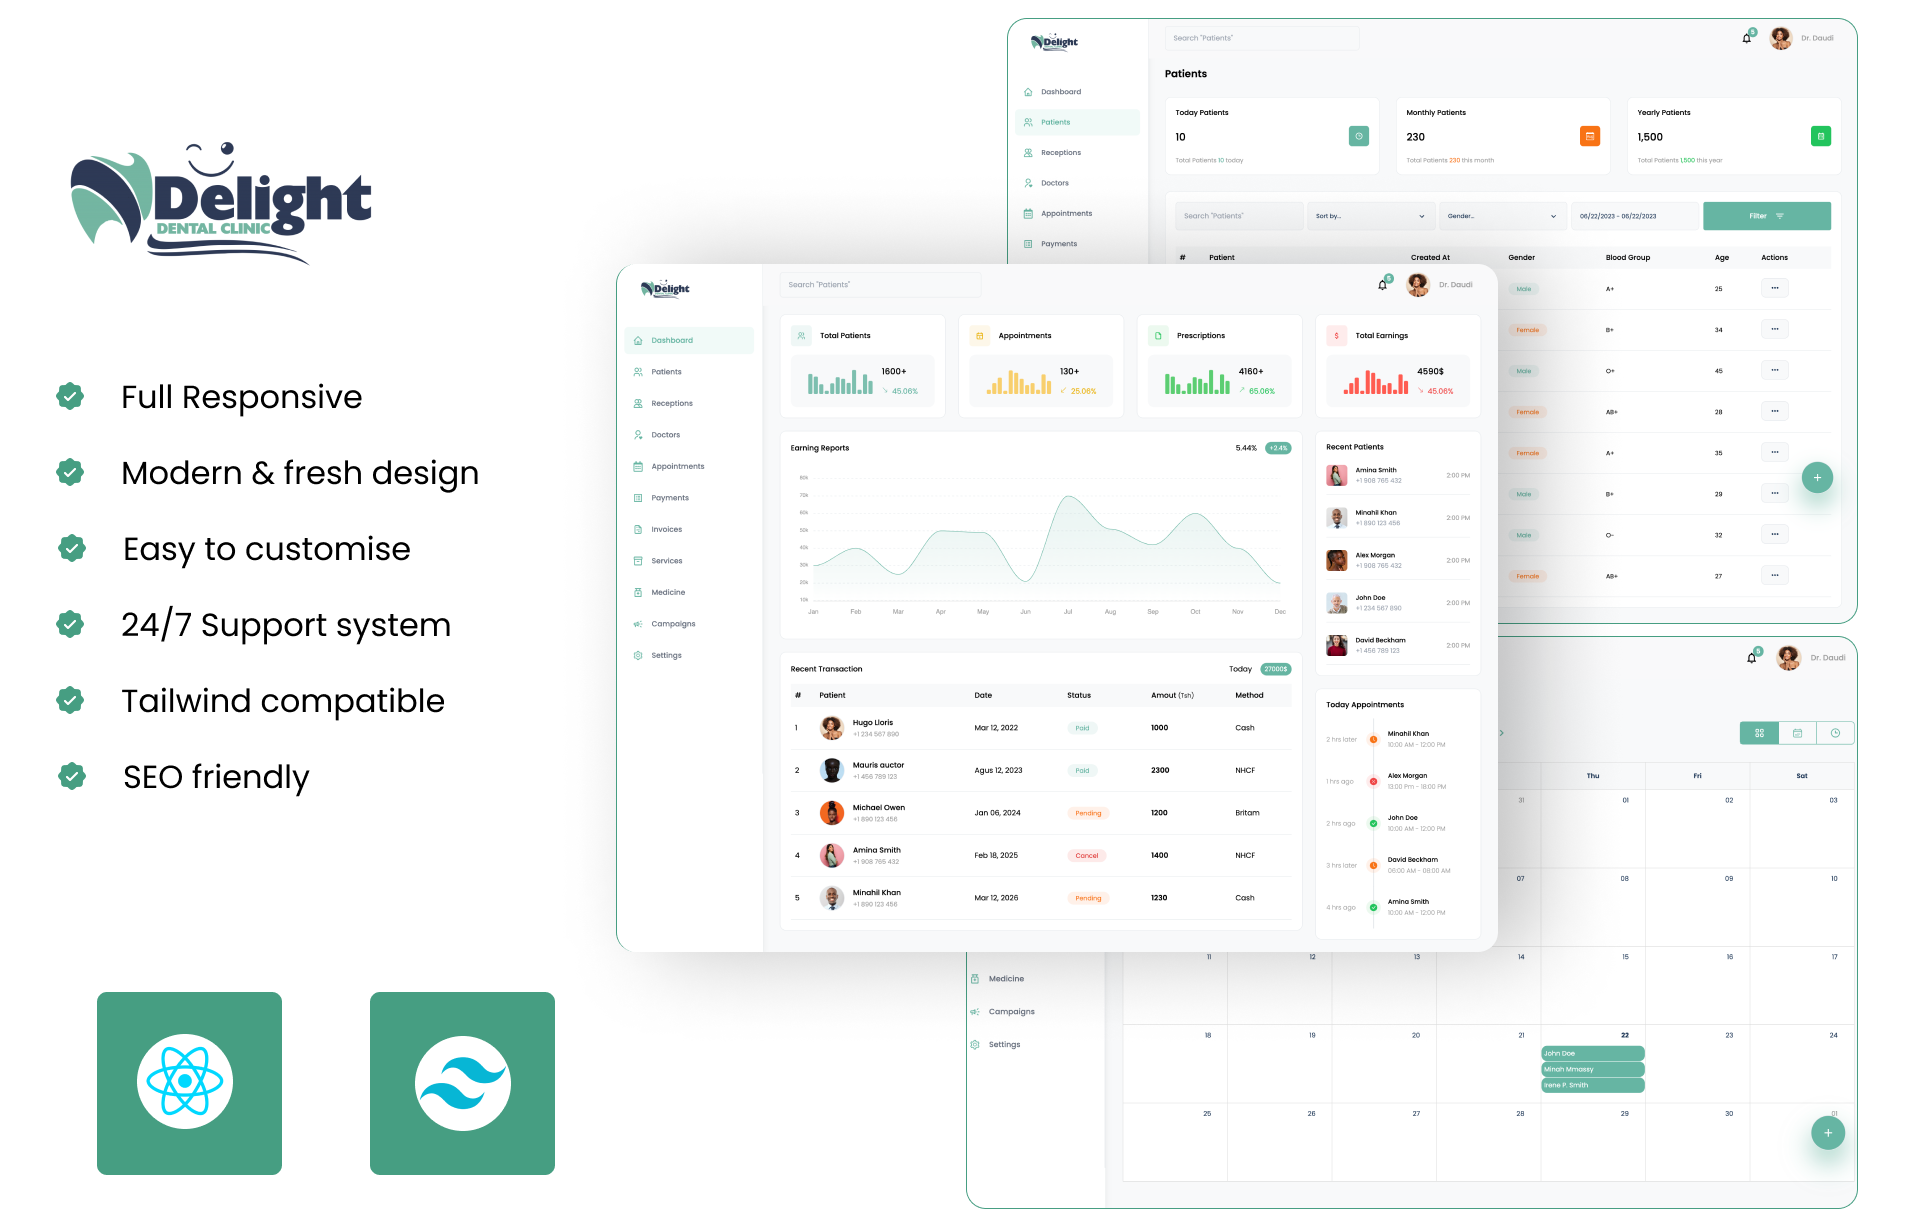 Delight
DENTAL CLINIC
Full Responsive
Modern & fresh design
Easy to customise
24/7 Support system
Tailwind compatible
SEO friendly
Delight
Search "Patients"
5
Dr. Daudi
Dashboard
Patients
Receptions
Doctors
Appointments
Payments
Patients
Today Patients
10
Total Patients 10 today
Monthly Patients
230
Total Patients 230 this month
Yearly Patients
1,500
Total Patients 1,500 this year
Search "Patients"
Sort by...
Gender...
06/22/2023 - 06/22/2023
Filter
# Patient Created At Gender Blood Group Age Actions
Male A+ 25 •••
Female B+ 34 •••
Male O+ 45 •••
Female AB+ 28 •••
Female A+ 35 •••
Male B+ 29 •••
Male O- 32 •••
Female AB+ 27 •••
+
Delight
Search "Patients"
5
Dr. Daudi
Dashboard
Patients
Receptions
Doctors
Appointments
Payments
Invoices
Services
Medicine
Campaigns
Settings
Total Patients
1600+
45.06%
Appointments
130+
25.06%
Prescriptions
4160+
65.06%
$
Total Earnings
4590$
45.06%
Earning Reports
5.44% +2.4%
80k
70k
60k
50k
40k
30k
20k
10k
Jan Feb Mar Apr May Jun Jul Aug Sep Oct Nov Dec
Recent Patients
Amina Smith
+1 908 765 432
2:00 PM
Minahil Khan
+1 890 123 456
2:00 PM
Alex Morgan
+1 908 765 432
2:00 PM
John Doe
+1 234 567 890
2:00 PM
David Beckham
+1 456 789 123
2:00 PM
Recent Transaction
Today 27000$
# Patient Date Status Amout (Tsh) Method
1 Hugo Lloris Mar 12, 2022 Paid 1000 Cash
+1 234 567 890
2 Mauris auctor Agus 12, 2023 Paid 2300 NHCF
+1 456 789 123
3 Michael Owen Jan 06, 2024 Pending 1200 Britam
+1 890 123 456
4 Amina Smith Feb 18, 2025 Cancel 1400 NHCF
+1 908 765 432
5 Minahil Khan Mar 12, 2026 Pending 1230 Cash
+1 890 123 456
Today Appointments
2 hrs later Minahil Khan
10:00 AM - 12:00 PM
1 hrs ago Alex Morgan
13:00 Pm - 18:00 PM
2 hrs ago John Doe
10:00 AM - 12:00 PM
3 hrs later David Beckham
06:00 AM - 08:00 AM
4 hrs ago Amina Smith
10:00 AM - 12:00 PM
5
Dr. Daudi
Thu Fri Sat
31 01 02 03
07 08 09 10
11 12 13 14 15 16 17
18 19 20 21 22 23 24
John Doe
Minah Mmassy
Irene P. Smith
25 26 27 28 29 30 01
+
Medicine
Campaigns
Settings